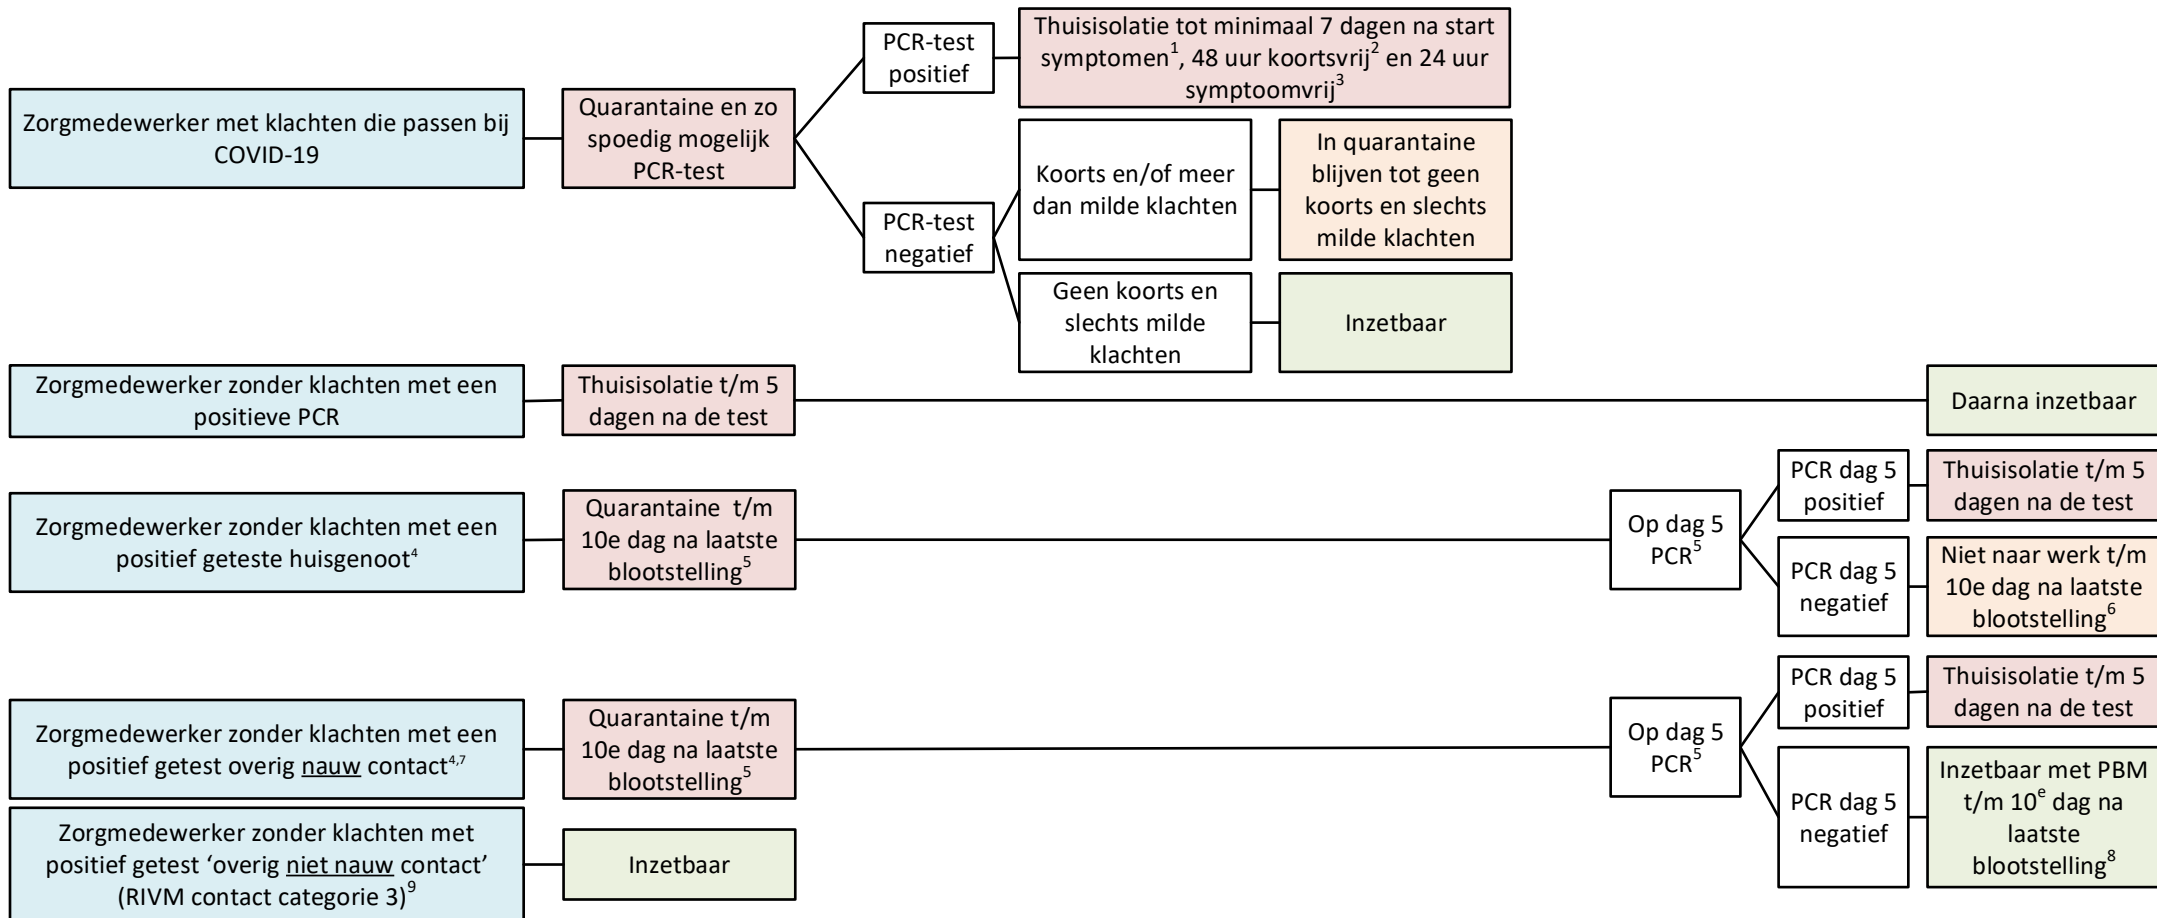 Zorgmedewerker met klachten die passen bij
COVID-19
Quarantaine en zo
spoedig mogelijk
PCR-test
PCR-test
positief
Thuisisolatie tot minimaal 7 dagen na start
symptomen¹, 48 uur koortsvrij² en 24 uur
symptoomvrij³
PCR-test
negatief
Koorts en/of meer
dan milde klachten
In quarantaine
blijven tot geen
koorts en slechts
milde klachten
Geen koorts en
slechts milde
klachten
Inzetbaar
Zorgmedewerker zonder klachten met een
positieve PCR
Thuisisolatie t/m 5
dagen na de test
Daarna inzetbaar
Zorgmedewerker zonder klachten met een
positief geteste huisgenoot⁴
Quarantaine t/m
10e dag na laatste
blootstelling⁵
Op dag 5
PCR⁵
PCR dag 5
positief
Thuisisolatie t/m 5
dagen na de test
PCR dag 5
negatief
Niet naar werk t/m
10e dag na laatste
blootstelling⁶
Zorgmedewerker zonder klachten met een
positief getest overig nauw contact⁴,⁷
Quarantaine t/m
10e dag na laatste
blootstelling⁵
Op dag 5
PCR⁵
PCR dag 5
positief
Thuisisolatie t/m 5
dagen na de test
PCR dag 5
negatief
Inzetbaar met PBM
t/m 10ᵉ dag na
laatste
blootstelling⁸
Zorgmedewerker zonder klachten met
positief getest ‘overig niet nauw contact’
(RIVM contact categorie 3)⁹
Inzetbaar